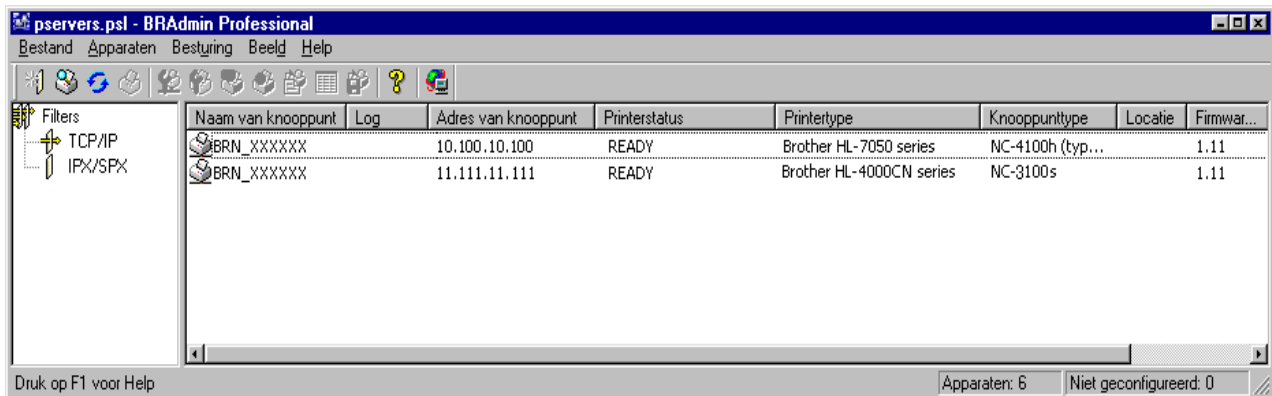 pservers.psl - BRAdmin Professional
Bestand Apparaten Besturing Beeld Help
Filters
TCP/IP
IPX/SPX
Naam van knooppunt Log Adres van knooppunt Printerstatus Printertype Knooppunttype Locatie Firmwar...
BRN_XXXXXX 10.100.10.100 READY Brother HL-7050 series NC-4100h (typ... 1.11
BRN_XXXXXX 11.111.11.111 READY Brother HL-4000CN series NC-3100s 1.11
Druk op F1 voor Help Apparaten: 6 Niet geconfigureerd: 0